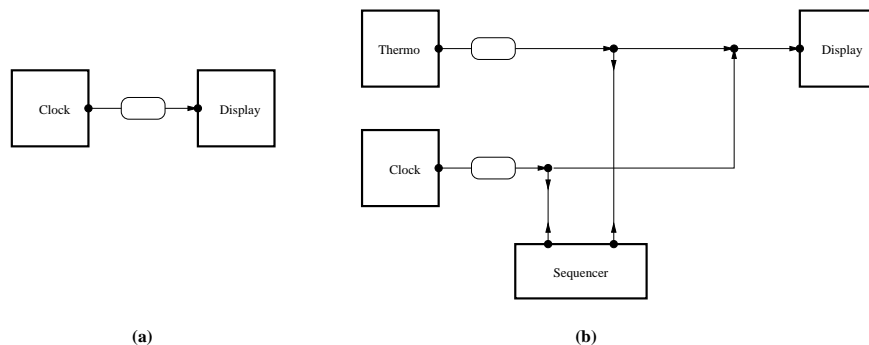 Clock
Display
(a)
Thermo
Display
Clock
Sequencer
(b)